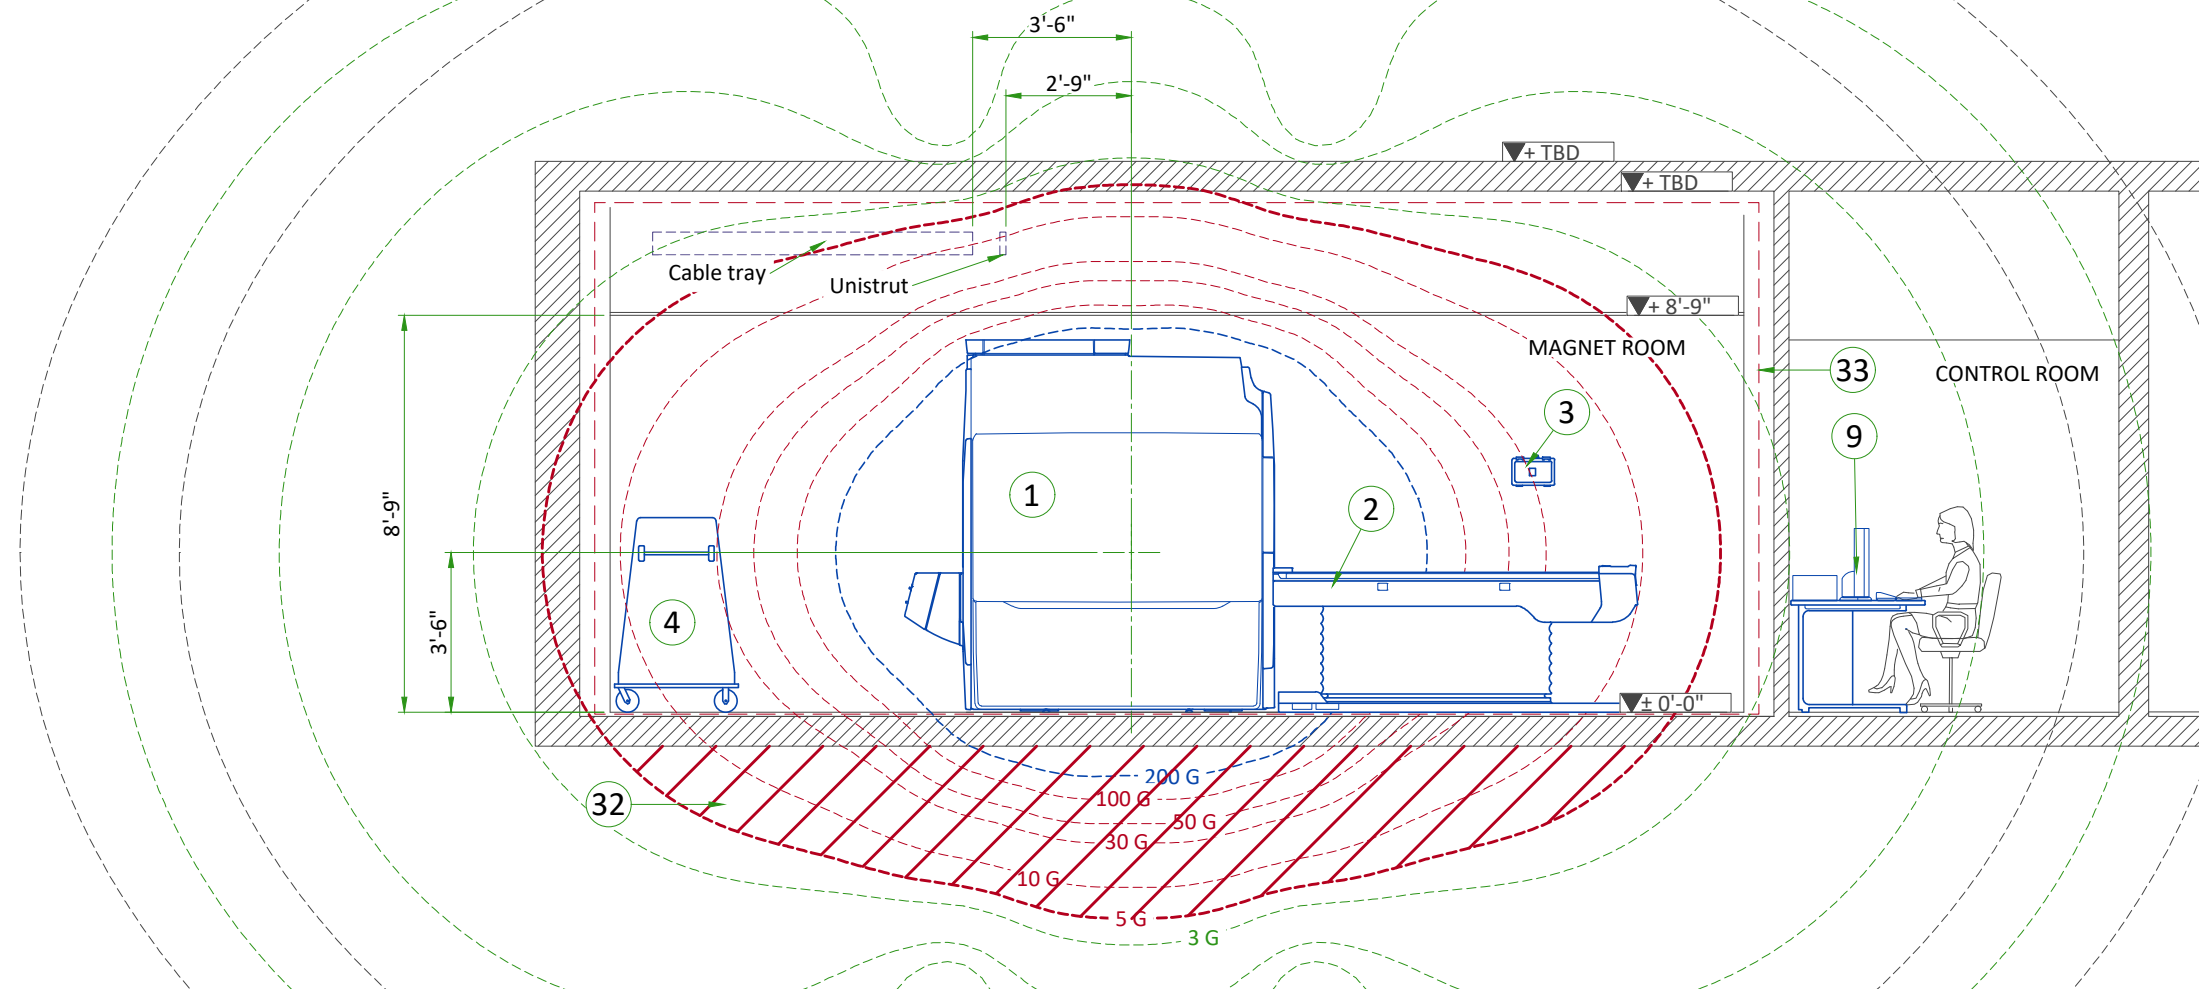 3'-6"
2'-9"
+ TBD
+ TBD
Cable tray
Unistrut
+ 8'-9"
MAGNET ROOM
33
CONTROL ROOM
3
9
1
2
8'-9"
4
3'-6"
± 0'-0"
200 G
32
100 G
50 G
30 G
10 G
5 G
3 G